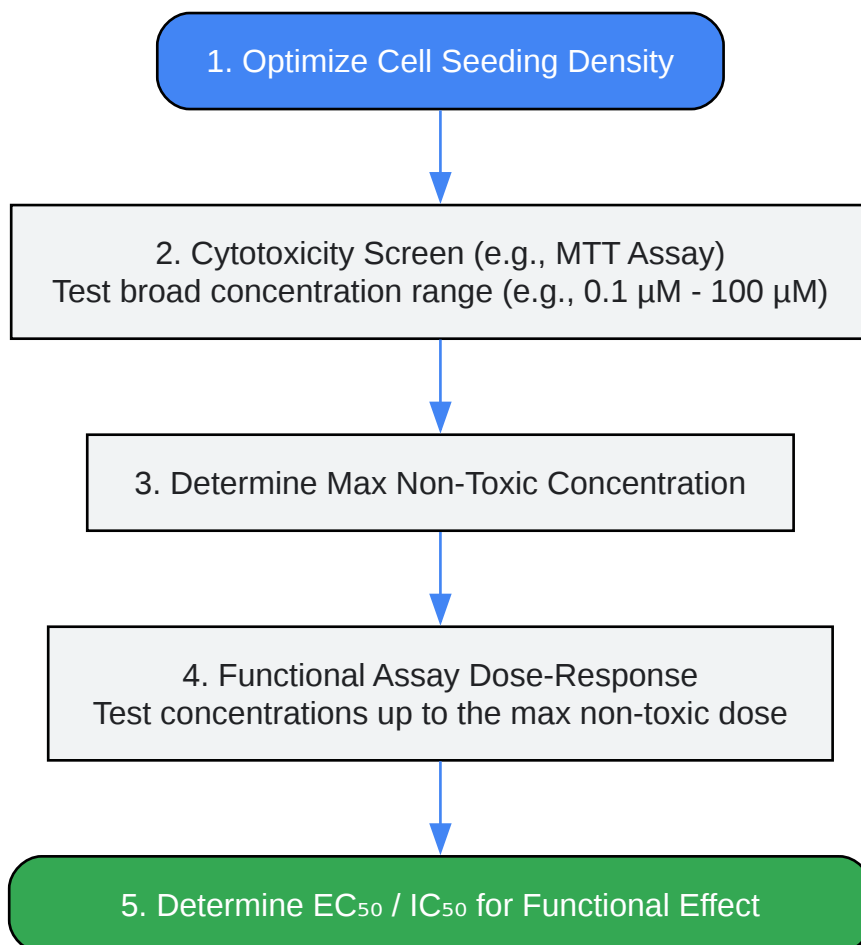 1. Optimize Cell Seeding Density
2. Cytotoxicity Screen (e.g., MTT Assay)
Test broad concentration range (e.g., 0.1 µM - 100 µM)
3. Determine Max Non-Toxic Concentration
4. Functional Assay Dose-Response
Test concentrations up to the max non-toxic dose
5. Determine EC₅₀ / IC₅₀ for Functional Effect